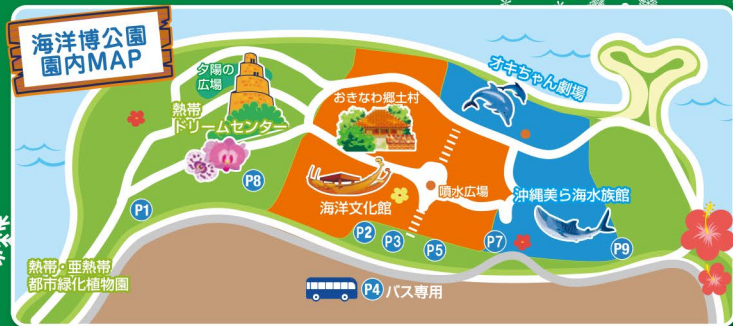 海洋博公園
園内MAP
夕陽の
広場
熱帯
ドリームセンター
おきなわ郷土村
オキちゃん劇場
海洋文化館
噴水広場
沖縄美ら海水族館
P1
P8
P2
P3
P5
P7
P9
熱帯・亜熱帯
都市緑化植物園
P4 バス専用